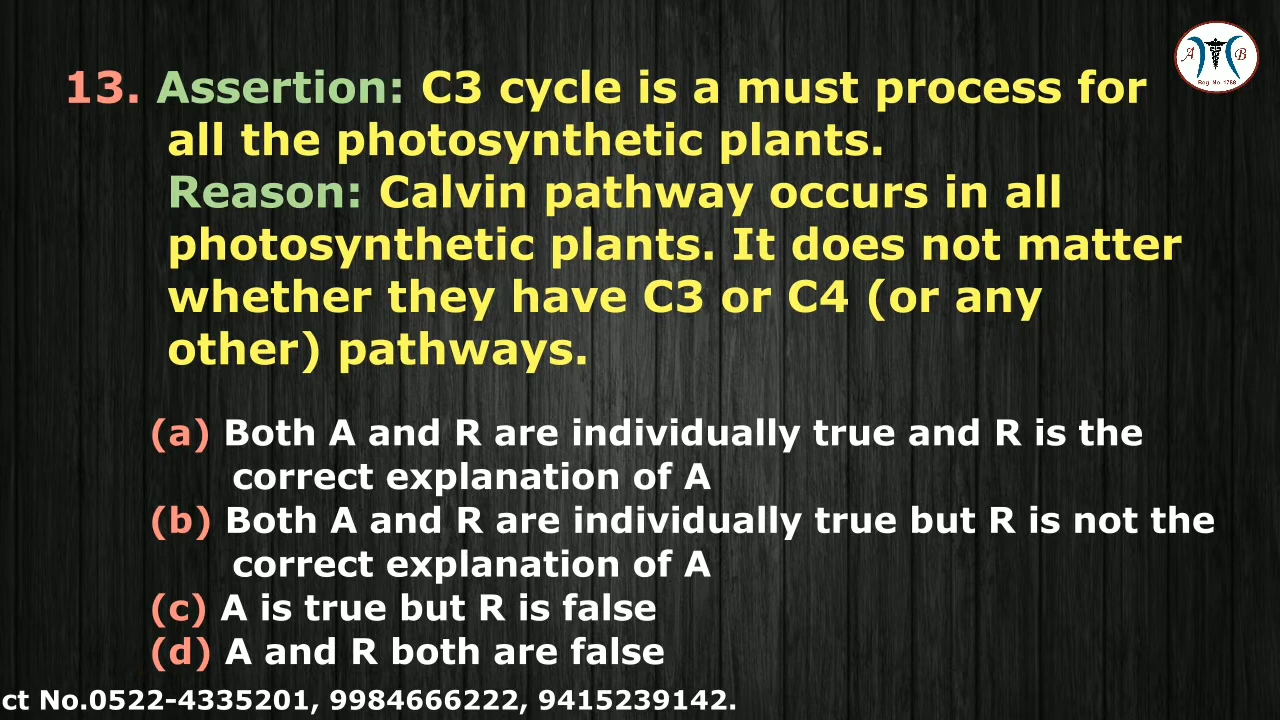 13. Assertion: C3 cycle is a must process for
all the photosynthetic plants.
Reason: Calvin pathway occurs in all
photosynthetic plants. It does not matter
whether they have C3 or C4 (or any
other) pathways.
(a) Both A and R are individually true and R is the
correct explanation of A
(b) Both A and R are individually true but R is not the
correct explanation of A
(c) A is true but R is false
(d) A and R both are false
ct No.0522-4335201, 9984666222, 9415239142.
A B
Reg No 1788